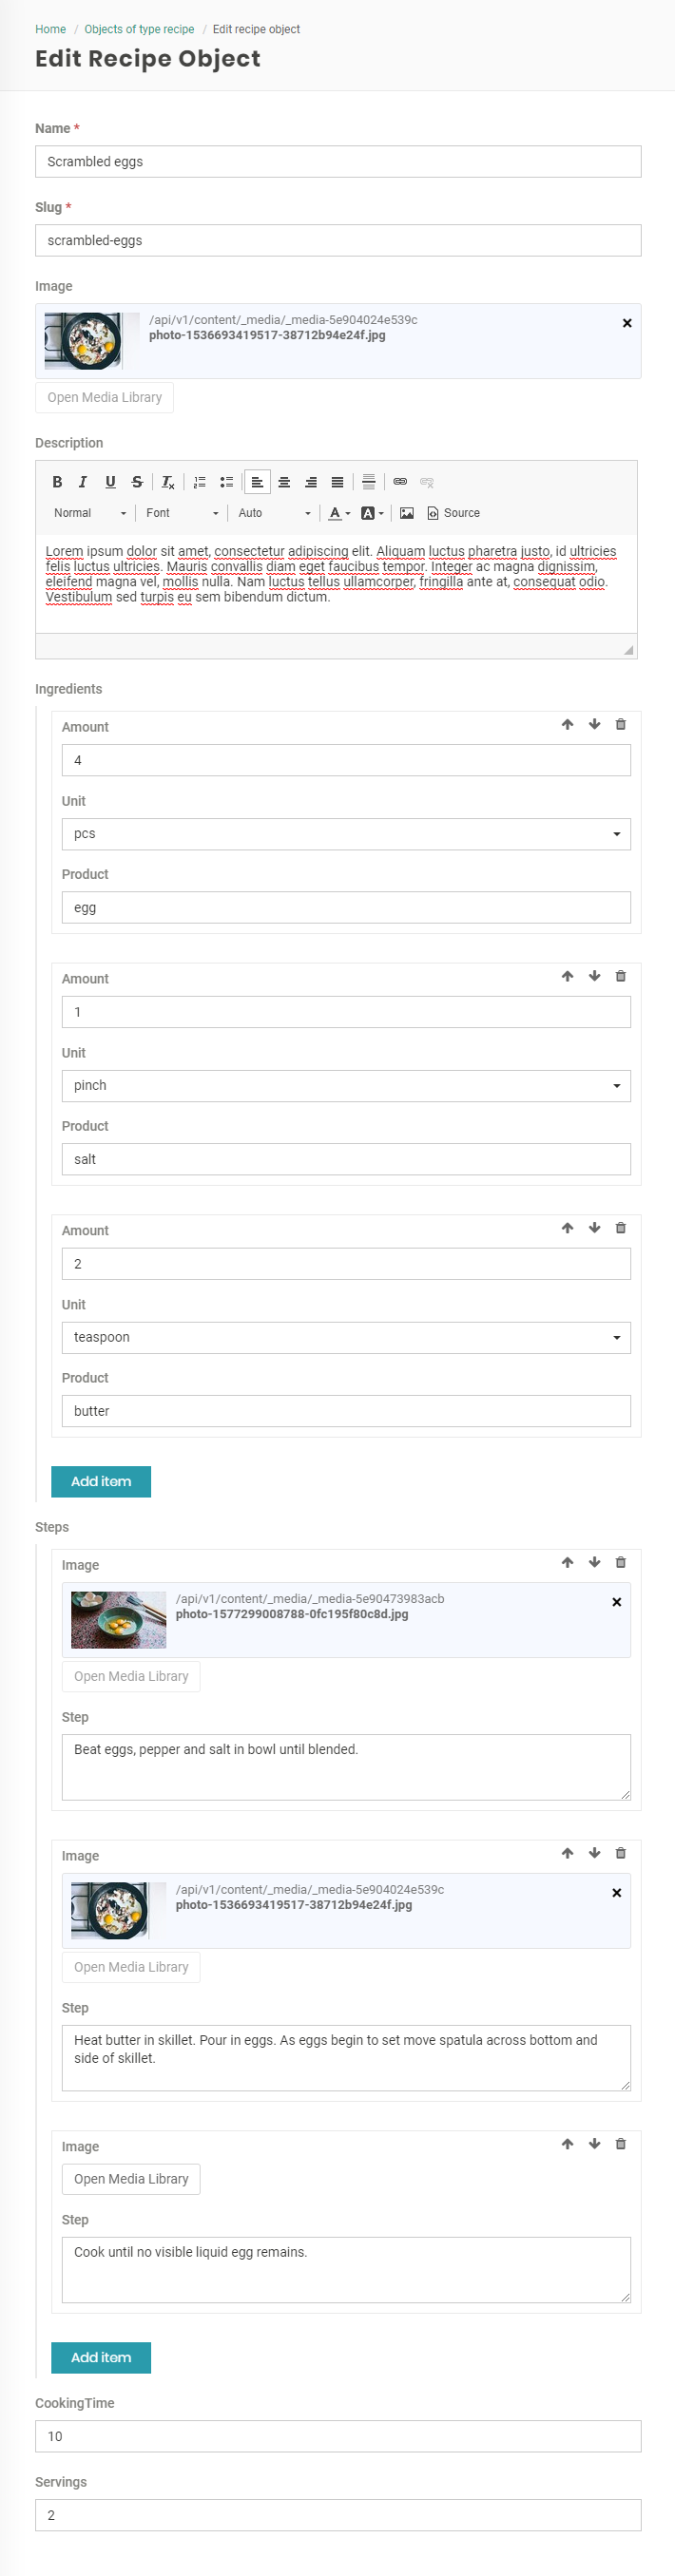 Home / Objects of type recipe / Edit recipe object
Edit Recipe Object
Name *
Scrambled eggs
Slug *
scrambled-eggs
Image
/api/v1/content/_media/_media-5e904024e539c
photo-1536693419517-38712b94e24f.jpg
Open Media Library
Description
Normal Font Auto A A Source
Lorem ipsum dolor sit amet, consectetur adipiscing elit. Aliquam luctus pharetra justo, id ultricies
felis luctus ultricies. Mauris convallis diam eget faucibus tempor. Integer ac magna dignissim,
eleifend magna vel, mollis nulla. Nam luctus tellus ullamcorper, fringilla ante at, consequat odio.
Vestibulum sed turpis eu sem bibendum dictum.
Ingredients
Amount
4
Unit
pcs
Product
egg
Amount
1
Unit
pinch
Product
salt
Amount
2
Unit
teaspoon
Product
butter
Add item
Steps
Image
/api/v1/content/_media/_media-5e90473983acb
photo-1577299008788-0fc195f80c8d.jpg
Open Media Library
Step
Beat eggs, pepper and salt in bowl until blended.
Image
/api/v1/content/_media/_media-5e904024e539c
photo-1536693419517-38712b94e24f.jpg
Open Media Library
Step
Heat butter in skillet. Pour in eggs. As eggs begin to set move spatula across bottom and
side of skillet.
Image
Open Media Library
Step
Cook until no visible liquid egg remains.
Add item
CookingTime
10
Servings
2